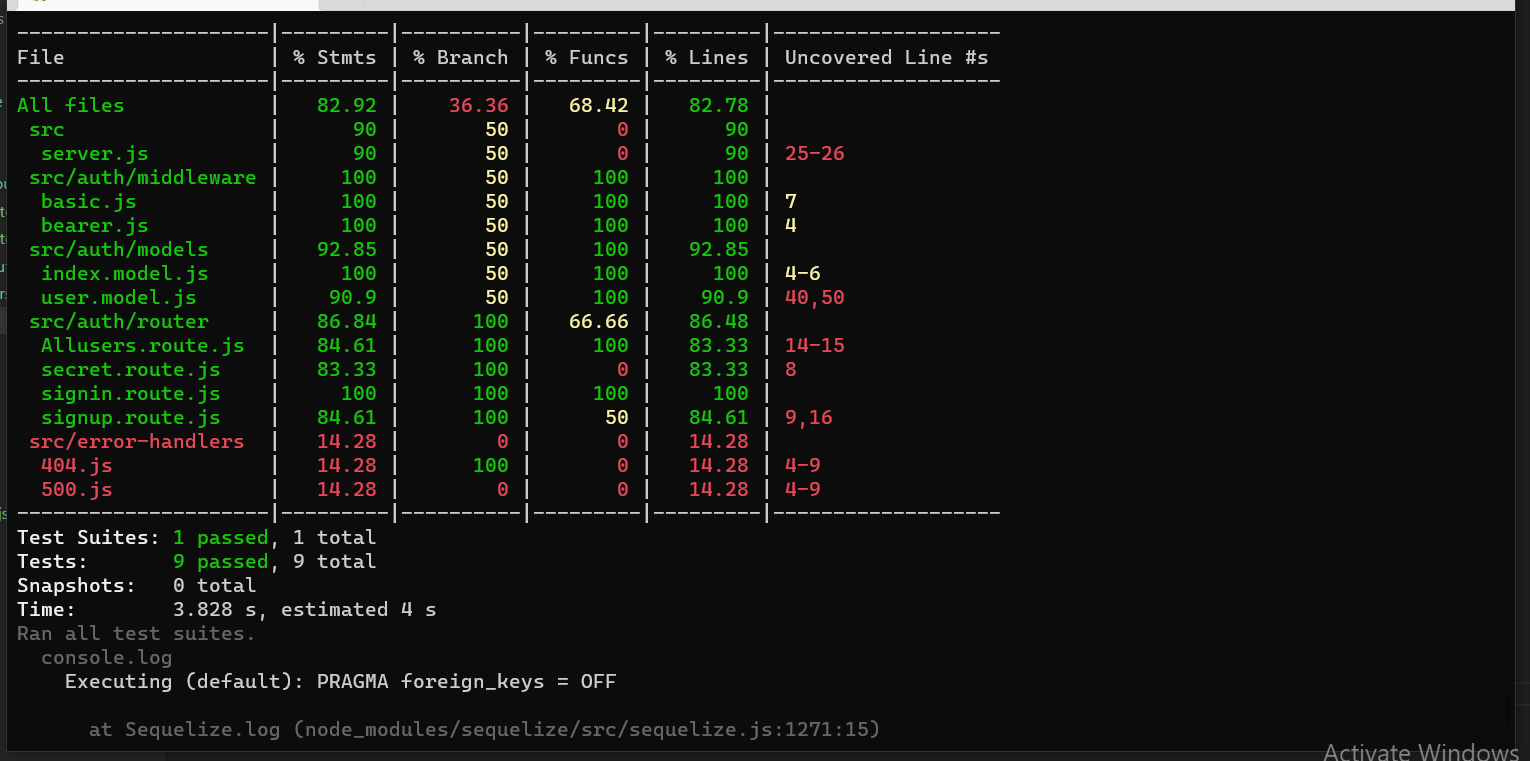 ---------------------|---------|----------|---------|---------|-------------------
File                 | % Stmts | % Branch | % Funcs | % Lines | Uncovered Line #s
---------------------|---------|----------|---------|---------|-------------------
All files            |   82.92 |    36.36 |   68.42 |   82.78 |
 src                 |      90 |       50 |       0 |      90 |
  server.js          |      90 |       50 |       0 |      90 | 25-26
 src/auth/middleware |     100 |       50 |     100 |     100 |
  basic.js           |     100 |       50 |     100 |     100 | 7
  bearer.js          |     100 |       50 |     100 |     100 | 4
 src/auth/models     |   92.85 |       50 |     100 |   92.85 |
  index.model.js     |     100 |       50 |     100 |     100 | 4-6
  user.model.js      |    90.9 |       50 |     100 |    90.9 | 40,50
 src/auth/router     |   86.84 |      100 |   66.66 |   86.48 |
  Allusers.route.js  |   84.61 |      100 |     100 |   83.33 | 14-15
  secret.route.js    |   83.33 |      100 |       0 |   83.33 | 8
  signin.route.js    |     100 |      100 |     100 |     100 |
  signup.route.js    |   84.61 |      100 |      50 |   84.61 | 9,16
 src/error-handlers  |   14.28 |        0 |       0 |   14.28 |
  404.js             |   14.28 |      100 |       0 |   14.28 | 4-9
  500.js             |   14.28 |        0 |       0 |   14.28 | 4-9
---------------------|---------|----------|---------|---------|-------------------
Test Suites: 1 passed, 1 total
Tests:       9 passed, 9 total
Snapshots:   0 total
Time:        3.828 s, estimated 4 s
Ran all test suites.
  console.log
    Executing (default): PRAGMA foreign_keys = OFF
      at Sequelize.log (node_modules/sequelize/src/sequelize.js:1271:15)
Activate Windows